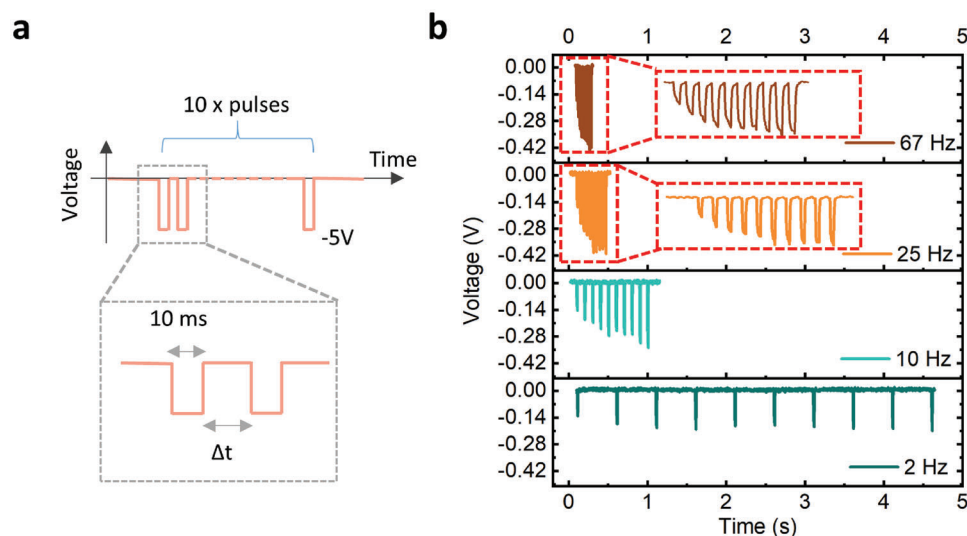 a
10 x pulses
Time
Voltage
-5V
10 ms
Δt
b
0 1 2 3 4 5
0.00
-0.14
-0.28
-0.42
67 Hz
0.00
-0.14
-0.28
-0.42
25 Hz
0.00
-0.14
-0.28
-0.42
10 Hz
0.00
-0.14
-0.28
-0.42
2 Hz
Voltage (V)
0 1 2 3 4 5
Time (s)